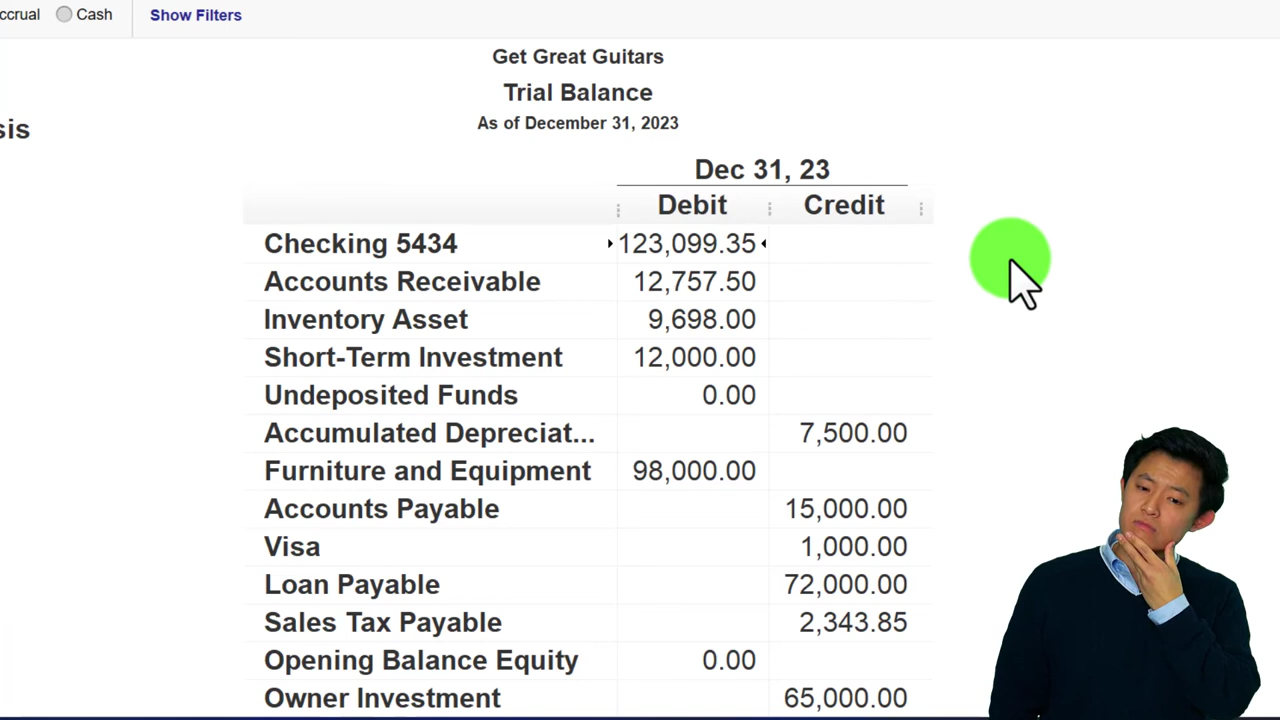 ccrual Cash Show Filters
Get Great Guitars
Trial Balance
As of December 31, 2023
sis
Dec 31, 23
Debit Credit
Checking 5434 123,099.35
Accounts Receivable 12,757.50
Inventory Asset 9,698.00
Short-Term Investment 12,000.00
Undeposited Funds 0.00
Accumulated Depreciat... 7,500.00
Furniture and Equipment 98,000.00
Accounts Payable 15,000.00
Visa 1,000.00
Loan Payable 72,000.00
Sales Tax Payable 2,343.85
Opening Balance Equity 0.00
Owner Investment 65,000.00